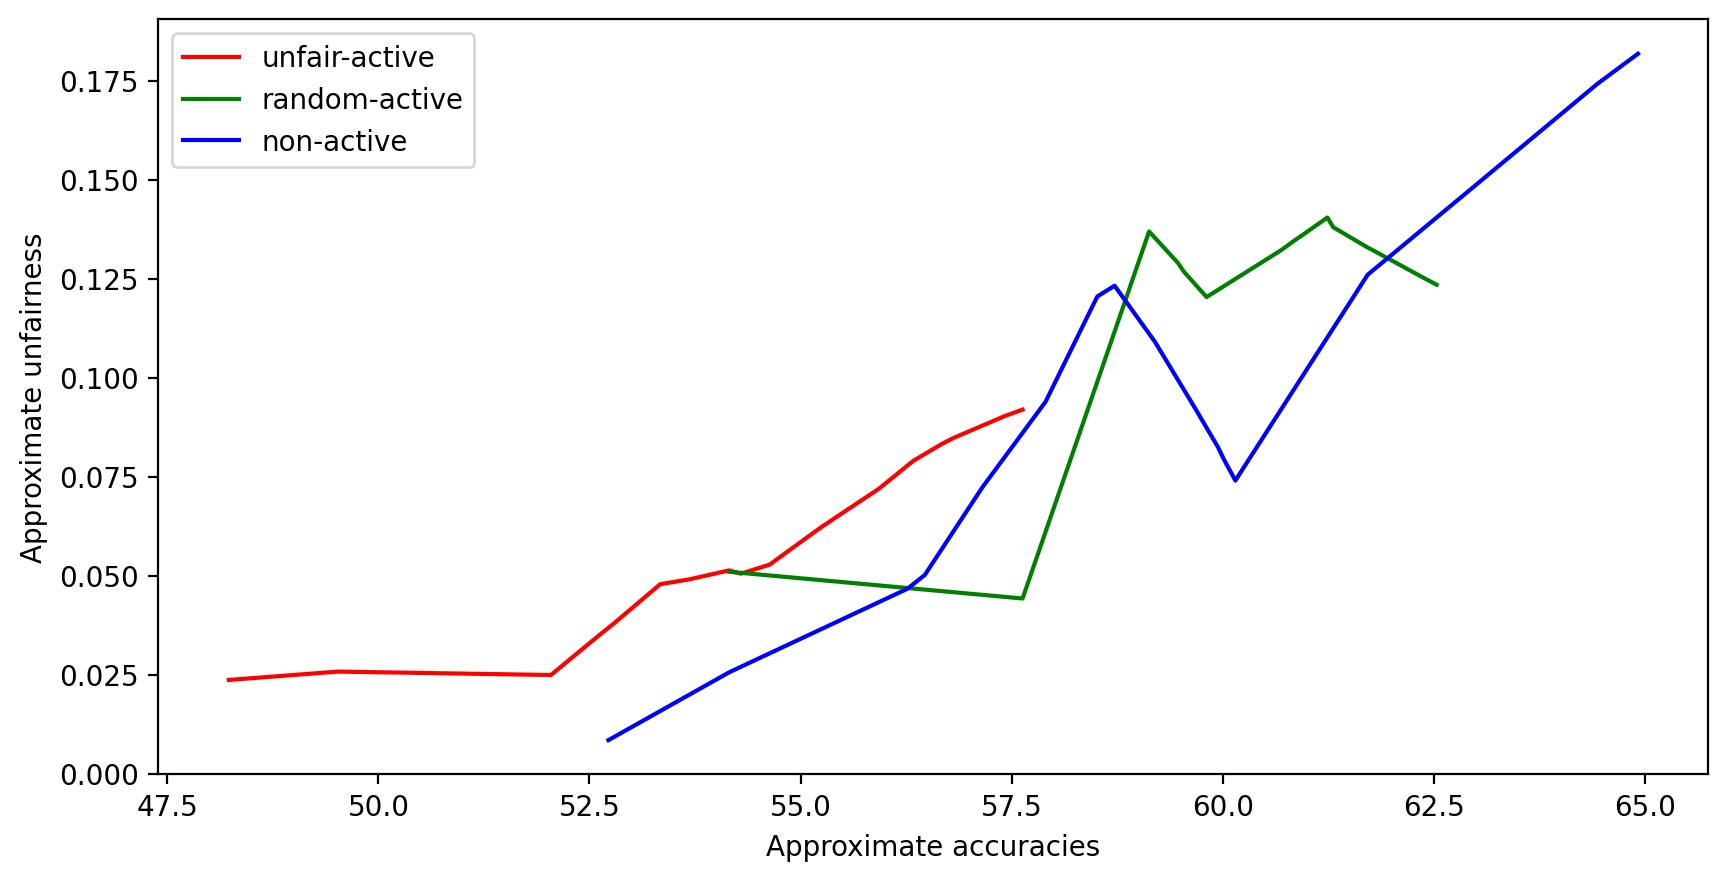 unfair-active
random-active
non-active
0.175
0.150
0.125
0.100
0.075
0.050
0.025
0.000
Approximate unfairness
47.5 50.0 52.5 55.0 57.5 60.0 62.5 65.0
Approximate accuracies